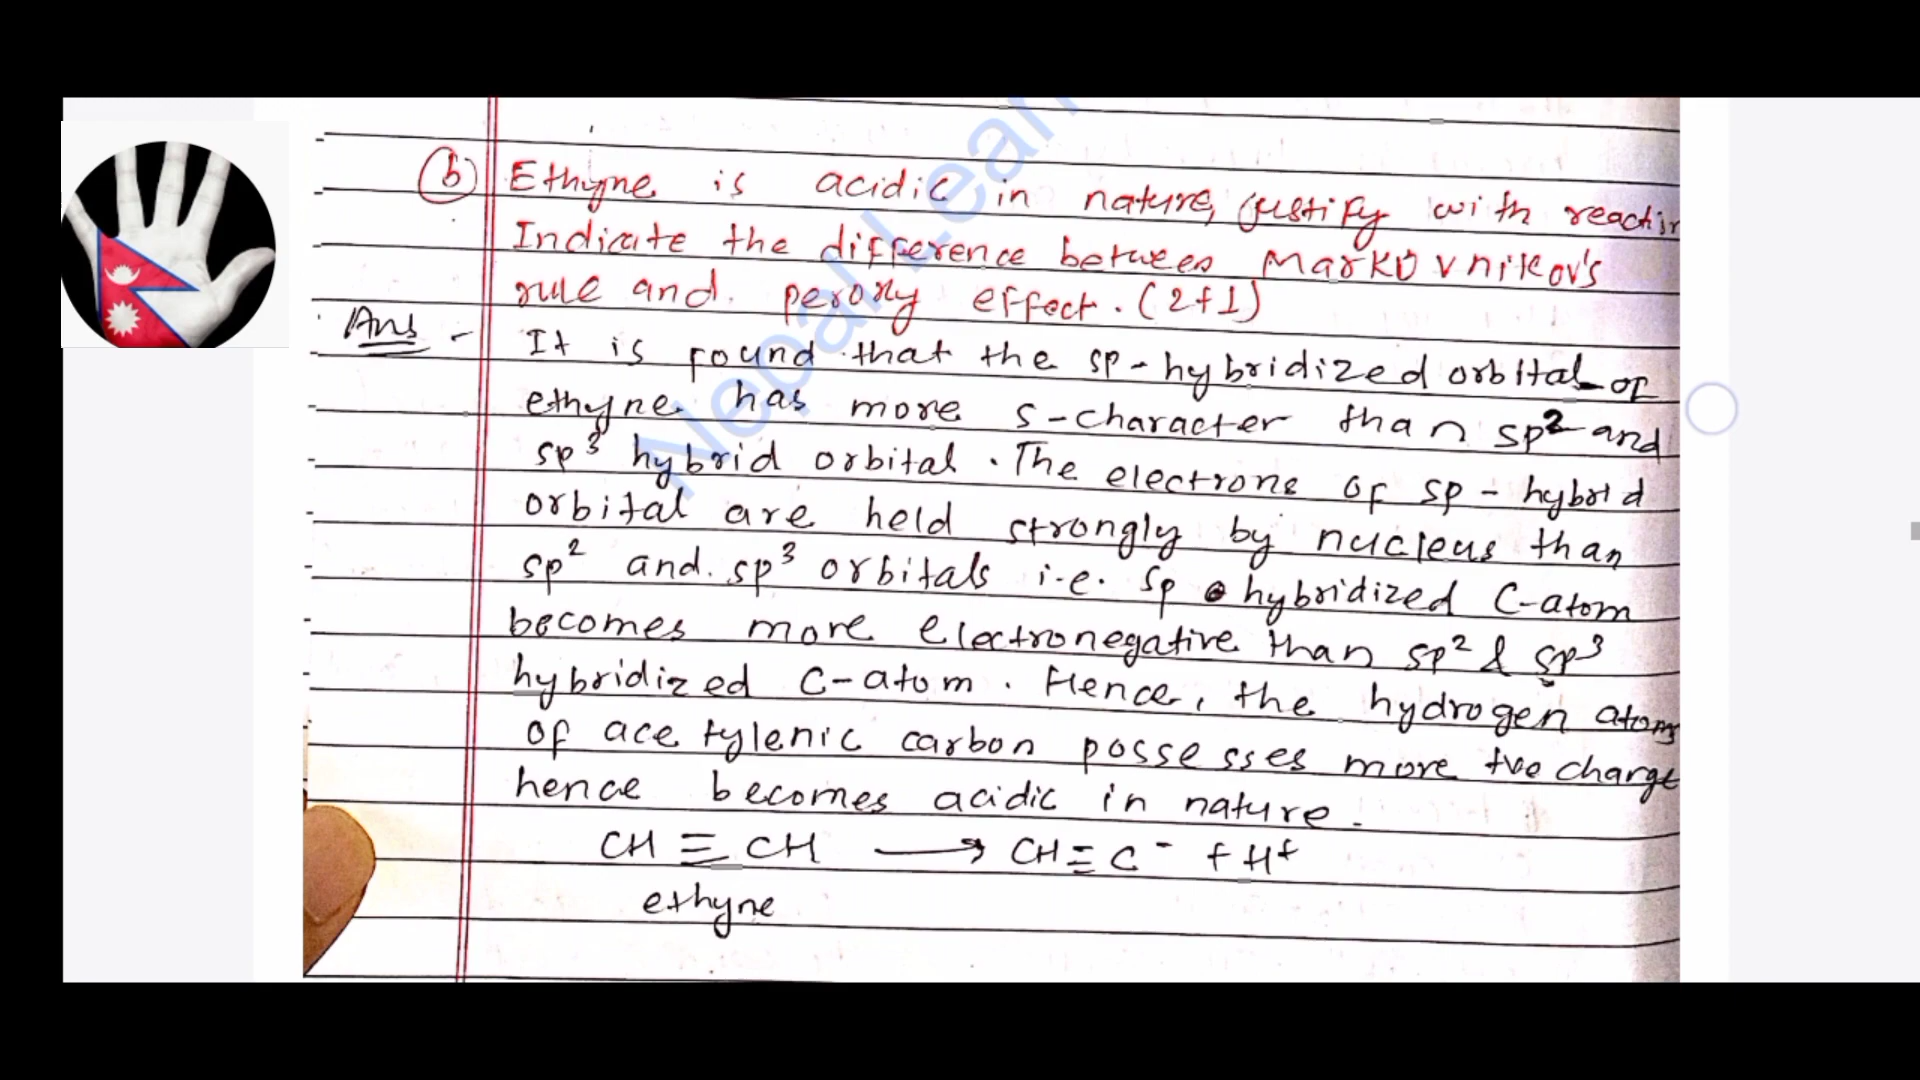 (b) Ethyne is acidic in nature, justify with reactin
Indicate the difference between Markovnikov's
rule and. peroxy effect. (2+1)
Ans - It is found that the sp-hybridized orbital of
ethyne has more s-character than sp² and
sp³ hybrid orbital. The electrons of sp-hybrid
orbital are held strongly by nucleus than
sp² and. sp³ orbitals i.e. sp hybridized C-atom
becomes more electronegative than sp² & sp³
hybridized C-atom. Hence, the hydrogen atoms
of acetylenic carbon possesses more +ve charge
hence becomes acidic in nature.
CH ≡ CH ⟶ CH ≡ C⁻ + H⁺
ethyne
Nepal Lear